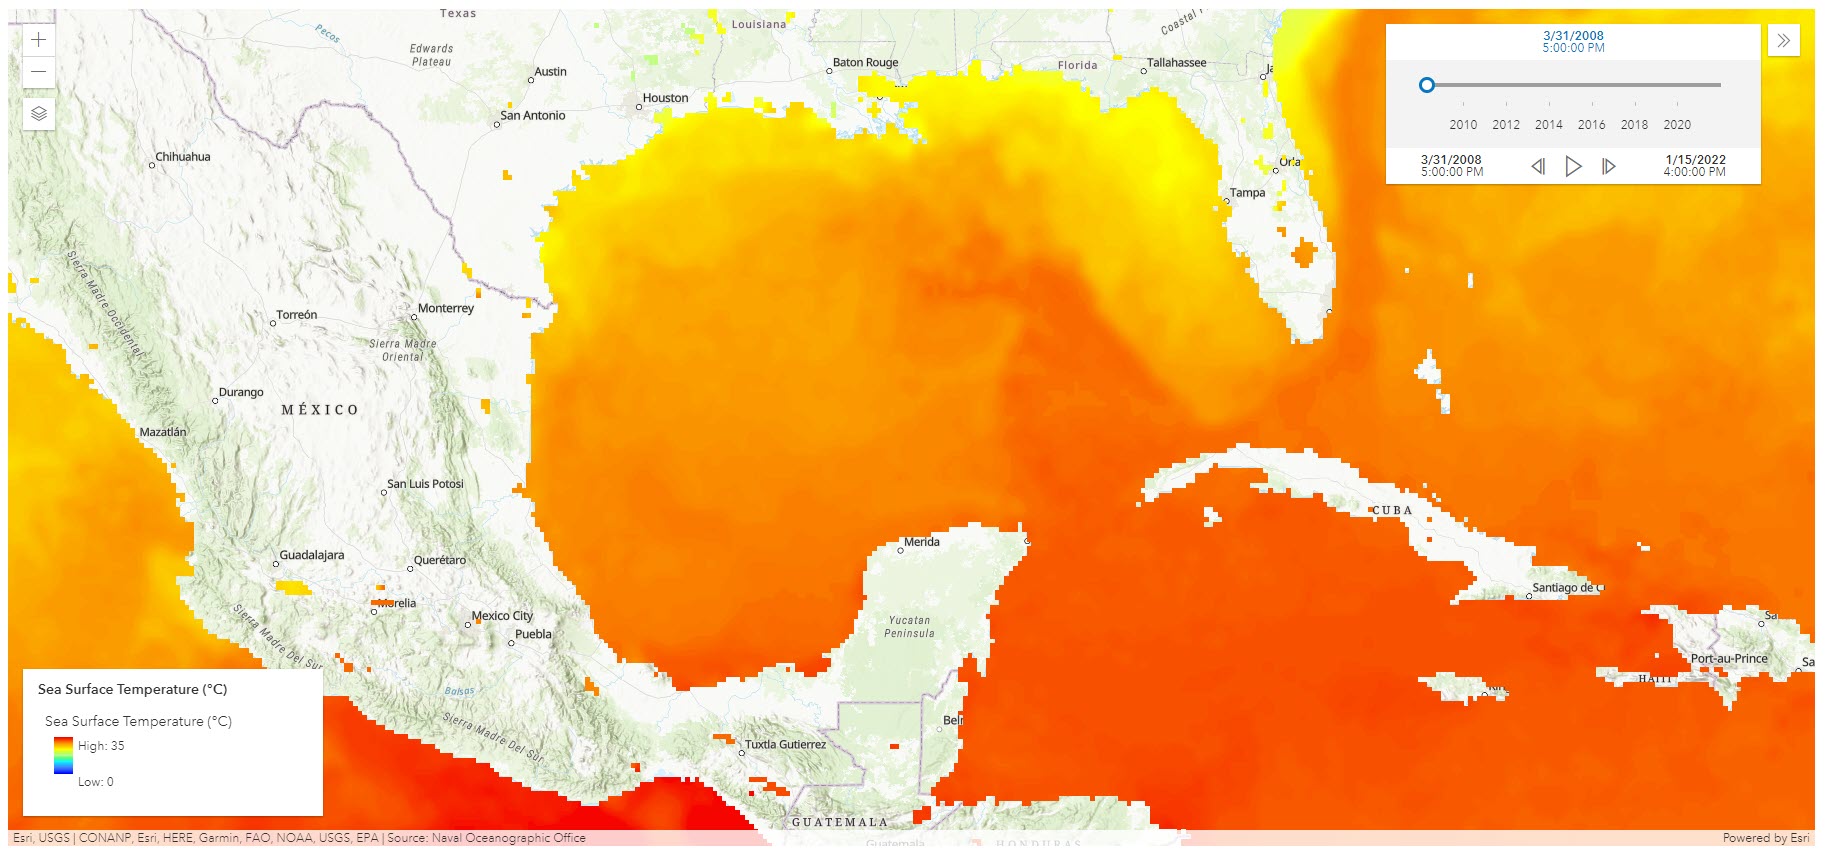 Texas
Louisiana
Coastal
Pecos
Edwards
Plateau
Austin
Baton Rouge
Florida
Tallahassee
Houston
San Antonio
Chihuahua
Tampa
Monterrey
Torreón
Sierra Madre Occidental
Sierra Madre
Oriental
Durango
MÉXICO
Mazatlán
San Luis Potosi
Guadalajara
Querétaro
Morelia
Mexico City
Puebla
Sierra Madre Del Sur
Balsas
Sierra Madre Del Sur
Tuxtla Gutierrez
Merida
Yucatan
Peninsula
CUBA
Santiago de C
Port-au-Prince
HAITI
Sa
Sa
GUATEMALA
Guatemala
HONDURAS
3/31/2008
5:00:00 PM
2010 2012 2014 2016 2018 2020
3/31/2008
5:00:00 PM
1/15/2022
4:00:00 PM
Sea Surface Temperature (°C)
Sea Surface Temperature (°C)
High: 35
Low: 0
Esri, USGS | CONANP, Esri, HERE, Garmin, FAO, NOAA, USGS, EPA | Source: Naval Oceanographic Office
Powered by Esri